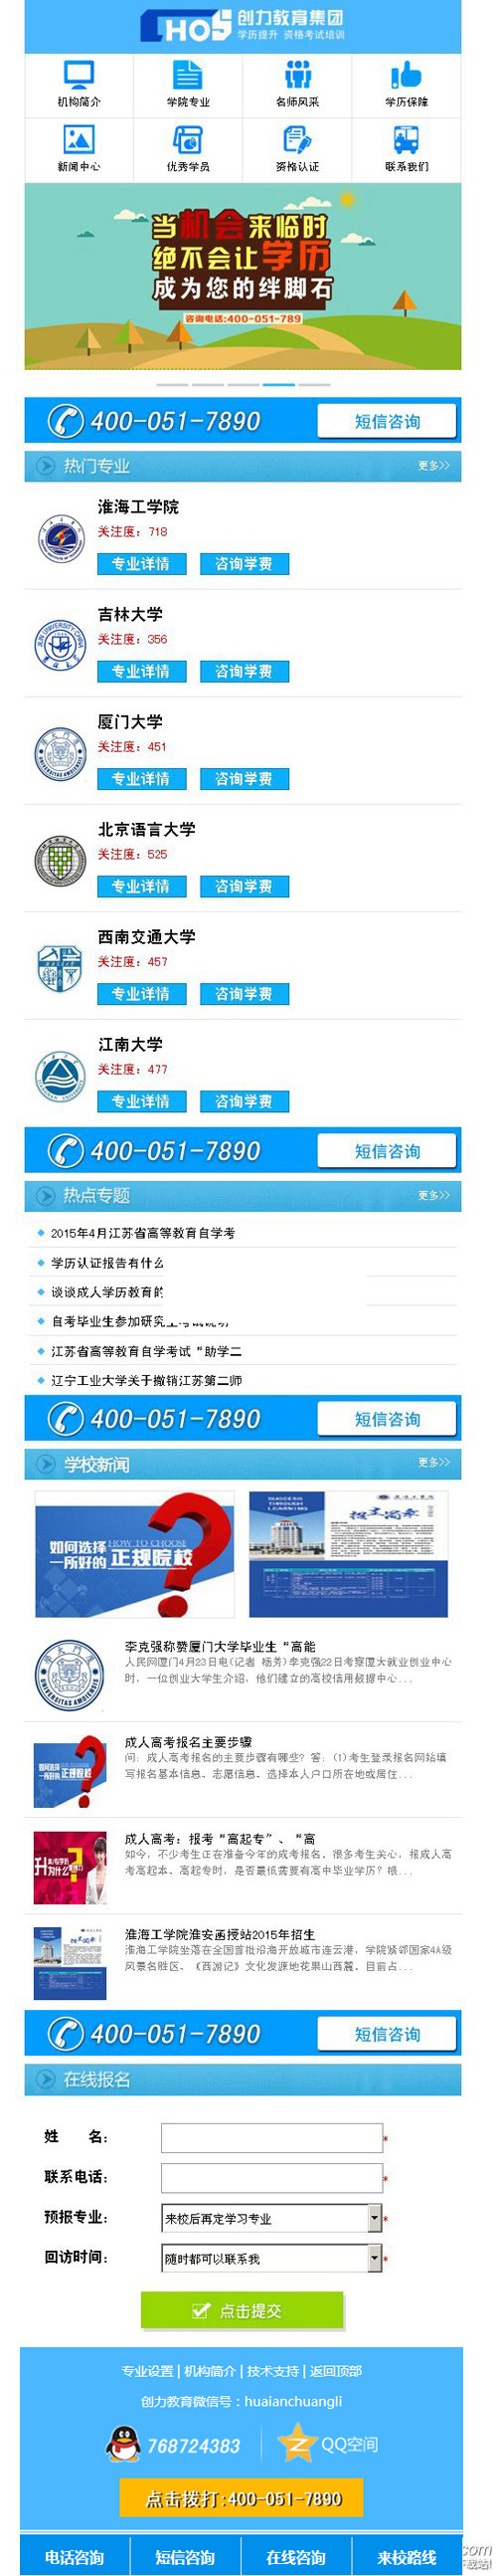 CHOS 创力教育集团
学历提升 资格考试培训
机构简介 学院专业 名师风采 学历保障
新闻中心 优秀学员 资格认证 联系我们
当机会来临时
绝不会让学历
成为您的绊脚石
咨询电话:400-051-789
400-051-7890 短信咨询
热门专业 更多>>
淮海工学院
关注度：718
专业详情 咨询学费
吉林大学
关注度：356
专业详情 咨询学费
厦门大学
关注度：451
专业详情 咨询学费
北京语言大学
关注度：525
专业详情 咨询学费
西南交通大学
关注度：457
专业详情 咨询学费
江南大学
关注度：477
专业详情 咨询学费
400-051-7890 短信咨询
热点专题 更多>>
2015年4月江苏省高等教育自学考
学历认证报告有什么
谈谈成人学历教育的
自考毕业生参加研究生考试说明
江苏省高等教育自学考试“助学二
辽宁工业大学关于撤销江苏第二师
400-051-7890 短信咨询
学校新闻 更多>>
如何选择 HOW TO CHOOSE
一所好的 正规院校
SUCCESS THROUGH LEARNING
招生简章
李克强称赞厦门大学毕业生“高能
人民网厦门4月23日电(记者 杨芳)李克强22日考察厦大就业创业中心
时，一位创业大学生介绍，他们建立的高校信用数据中心...
如何选择
一所好的 正规院校
成人高考报名主要步骤
问：成人高考报名的主要步骤有哪些？答：(1)考生登录报名网站填
写报名基本信息、志愿信息、选择本人户口所在地或居住...
成人高考：报考“高起专”、“高
如今，不少考生正在准备今年的成考报名。很多考生关心，报成人高
考高起本、高起专时，是否最低需要有高中毕业学历？根...
淮海工学院淮安函授站2015年招生
淮海工学院坐落在全国首批沿海开放城市连云港，学院紧邻国家4A级
风景名胜区、《西游记》文化发源地花果山西麓。目前占...
400-051-7890 短信咨询
在线报名
姓 名： *
联系电话： *
预报专业： 来校后再定学习专业 *
回访时间： 随时都可以联系我 *
点击提交
专业设置 | 机构简介 | 技术支持 | 返回顶部
创力教育微信号：huaianchuangli
768724383 QQ空间
点击拨打:400-051-7890
电话咨询 短信咨询 在线咨询 来校路线
.com
下载站!